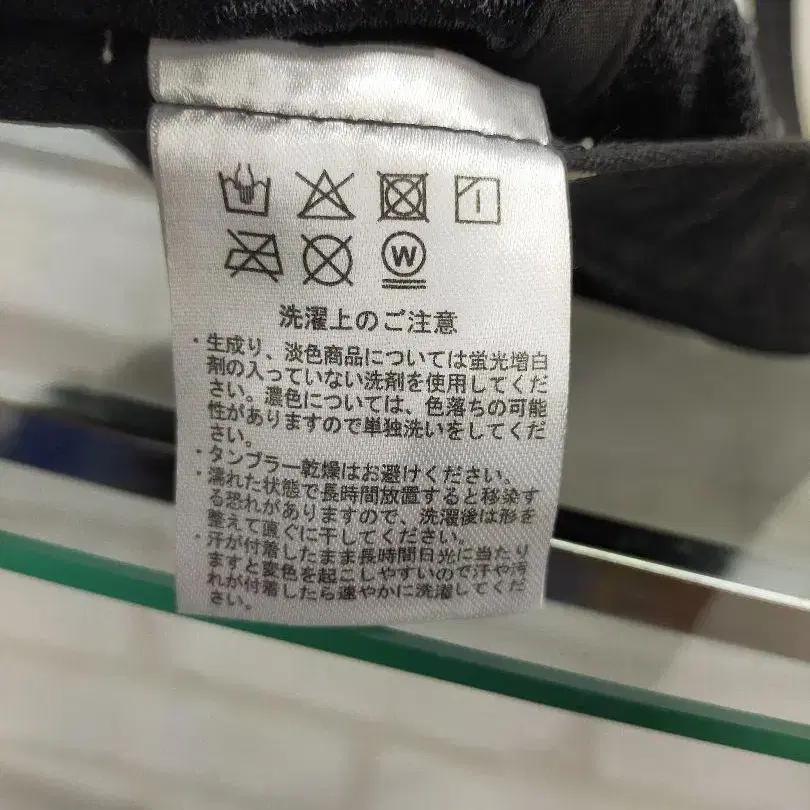 W
洗濯上のご注意
・生成り、淡色商品については蛍光増白
剤の入っていない洗剤を使用してくだ
さい。濃色については、色落ちの可能
性がありますので単独洗いをしてくだ
さい。
・タンブラー乾燥はお避けください。
・濡れた状態で長時間放置すると移染す
る恐れがありますので、洗濯後は形を
整えて直ぐに干してください。
・汗が付着したまま長時間日光に当たり
ますと変色を起こしやすいので汗や汚
れが付着したら速やかに洗濯してくだ
さい。